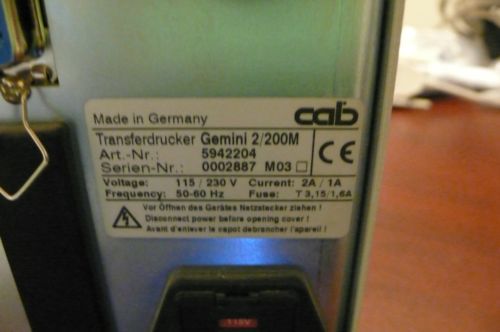 Made in Germany
cab
Transferdrucker Gemini 2/200M
Art.-Nr.: 5942204
Serien-Nr.: 0002887 M03
CE
Voltage: 115 / 230 V Current: 2A / 1A
Frequency: 50-60 Hz Fuse: T 3,15/1,6A
Vor Öffnen des Gerätes Netzstecker ziehen !
Disconnect power before opening cover !
Avant d'enlever le capot debrancher l'apareil !
115V